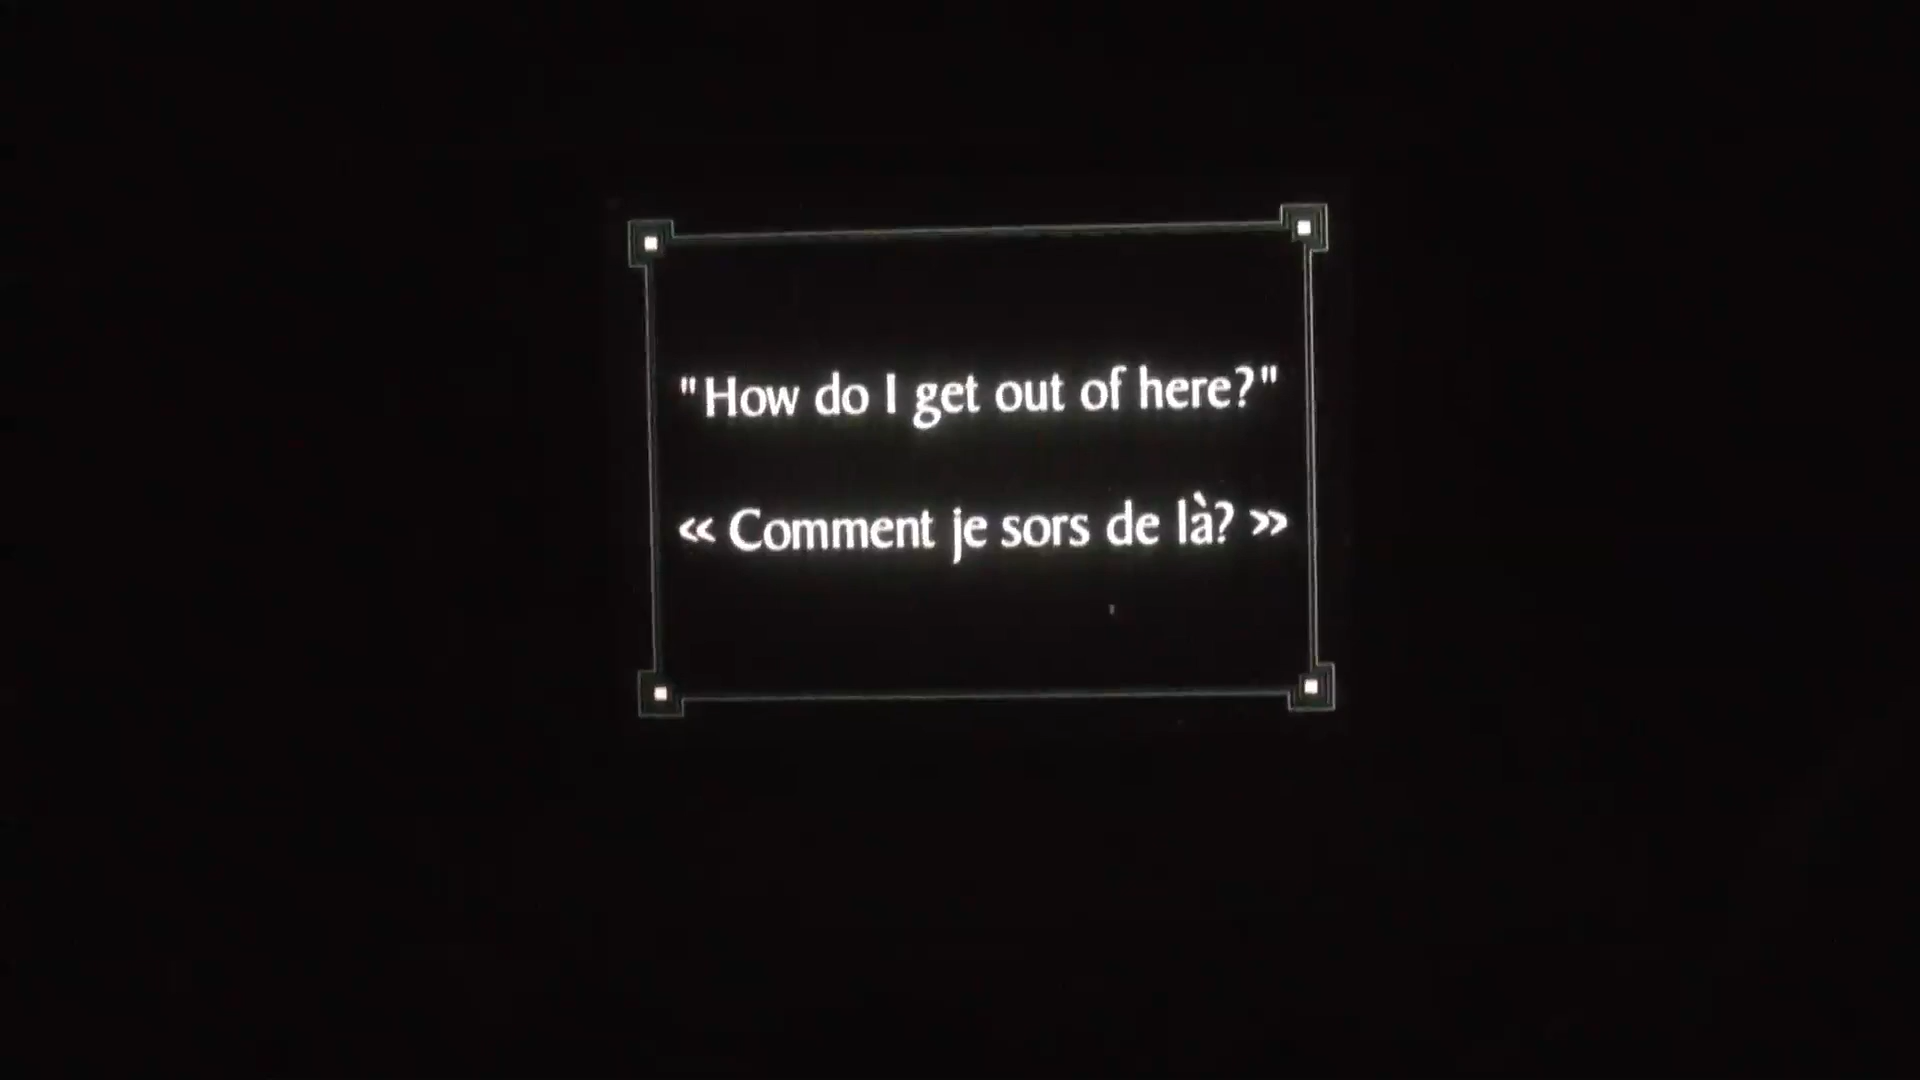 "How do I get out of here?"
« Comment je sors de là? »